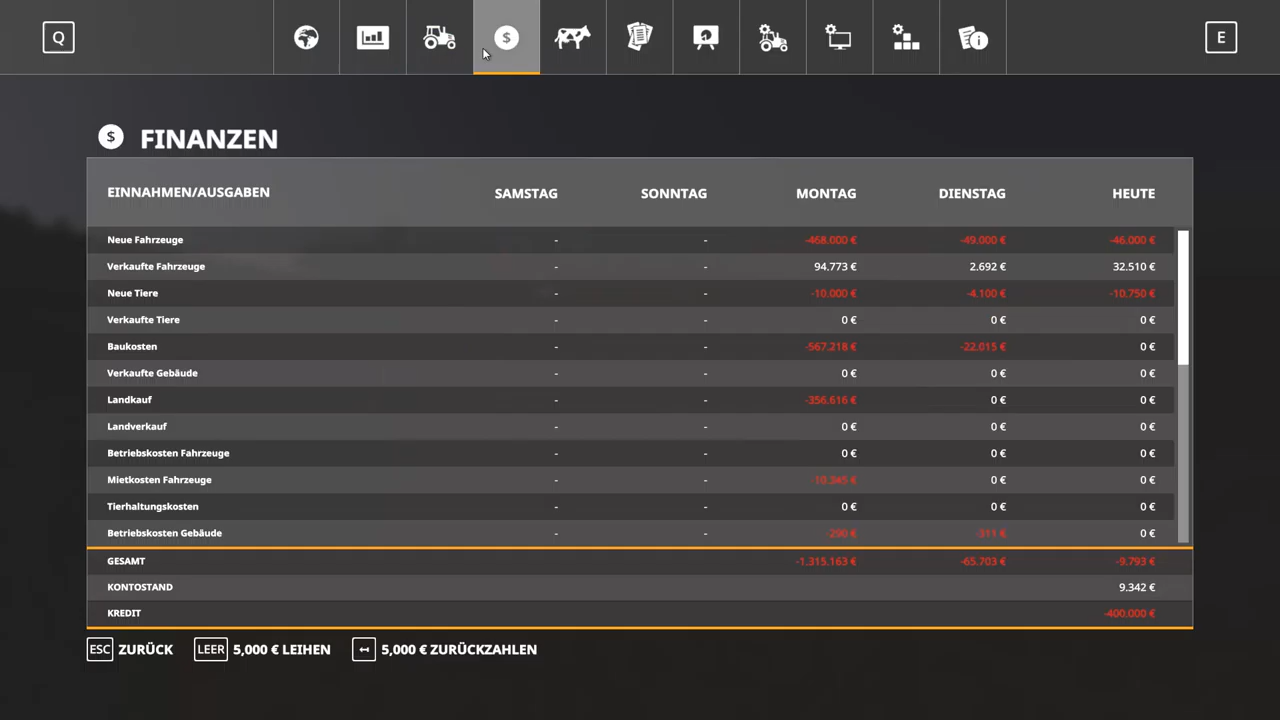 Q
E
$ FINANZEN
EINNAHMEN/AUSGABEN SAMSTAG SONNTAG MONTAG DIENSTAG HEUTE
Neue Fahrzeuge - - -468.000 € -49.000 € -46.000 €
Verkaufte Fahrzeuge - - 94.773 € 2.692 € 32.510 €
Neue Tiere - - -10.000 € -4.100 € -10.750 €
Verkaufte Tiere - - 0 € 0 € 0 €
Baukosten - - -567.218 € -22.015 € 0 €
Verkaufte Gebäude - - 0 € 0 € 0 €
Landkauf - - -356.616 € 0 € 0 €
Landverkauf - - 0 € 0 € 0 €
Betriebskosten Fahrzeuge - - 0 € 0 € 0 €
Mietkosten Fahrzeuge - - -10.345 € 0 € 0 €
Tierhaltungskosten - - 0 € 0 € 0 €
Betriebskosten Gebäude - - -290 € -311 € 0 €
GESAMT -1.315.163 € -65.703 € -9.793 €
KONTOSTAND 9.342 €
KREDIT -400.000 €
ESC ZURÜCK LEER 5,000 € LEIHEN ↔ 5,000 € ZURÜCKZAHLEN